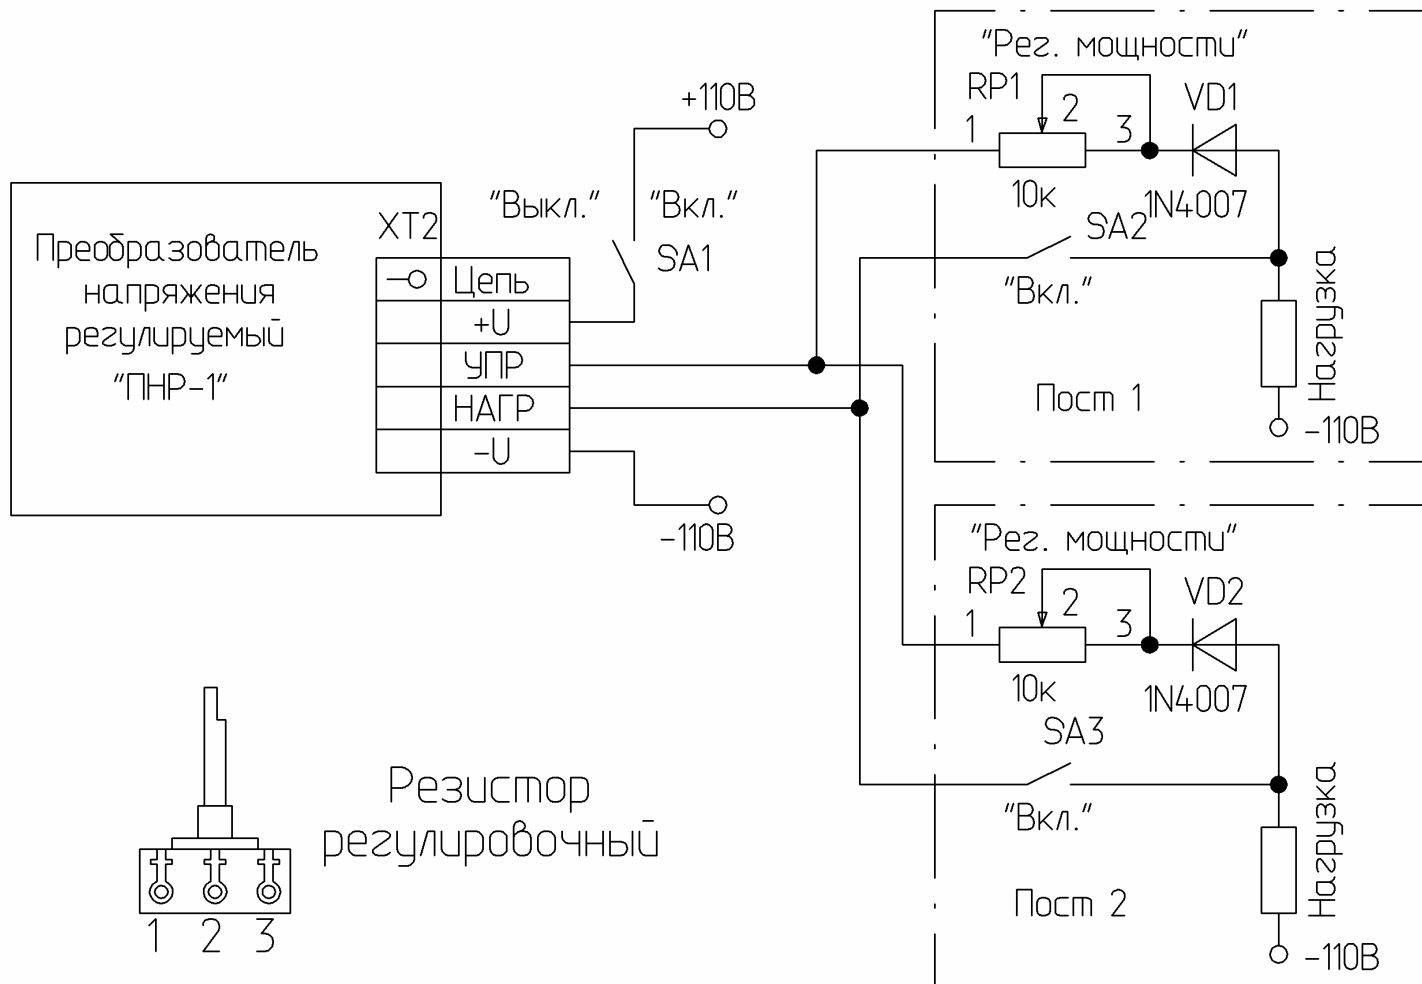 Преобразователь
напряжения
регулируемый
"ПНР-1"
XT2
Цепь
+U
УПР
НАГР
-U
"Выкл."
"Вкл."
SA1
+110В
-110В
"Рег. мощности"
RP1
1
2
3
10к
VD1
1N4007
SA2
"Вкл."
Нагрузка
-110В
Пост 1
"Рег. мощности"
RP2
1
2
3
10к
VD2
1N4007
SA3
"Вкл."
Нагрузка
-110В
Пост 2
Резистор
регулировочный
1 2 3